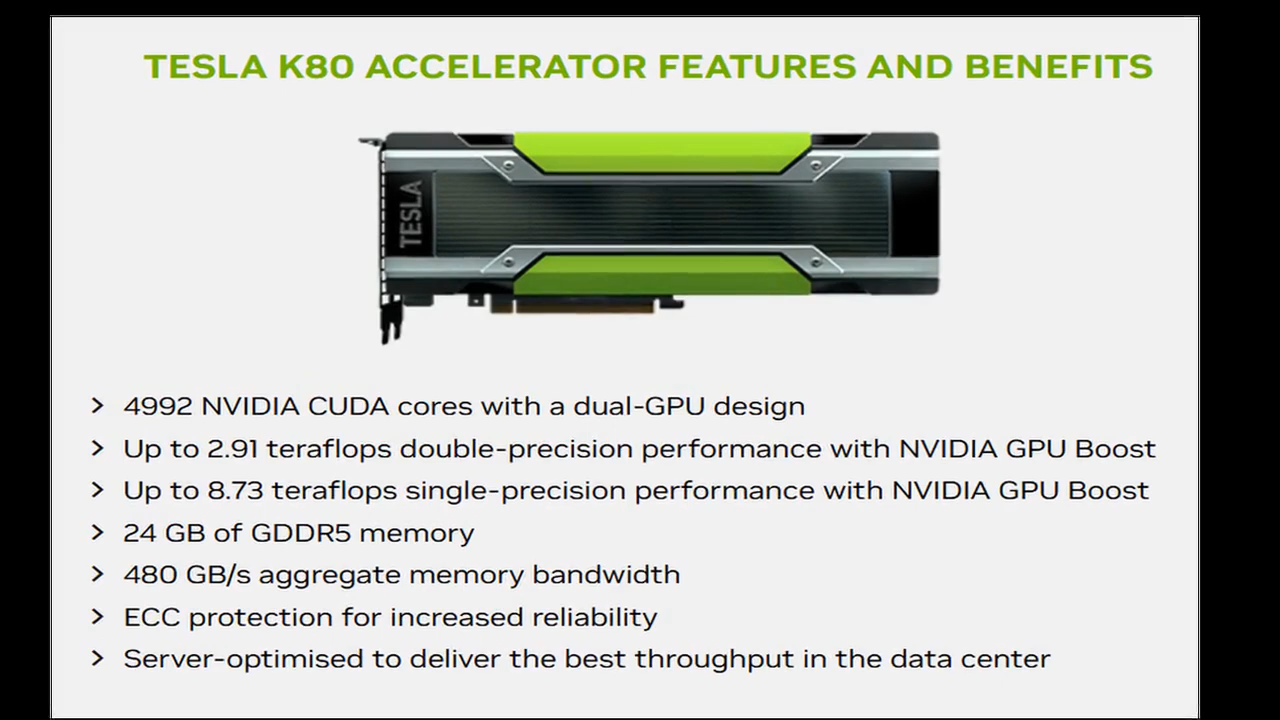 TESLA K80 ACCELERATOR FEATURES AND BENEFITS
TESLA
> 4992 NVIDIA CUDA cores with a dual-GPU design
> Up to 2.91 teraflops double-precision performance with NVIDIA GPU Boost
> Up to 8.73 teraflops single-precision performance with NVIDIA GPU Boost
> 24 GB of GDDR5 memory
> 480 GB/s aggregate memory bandwidth
> ECC protection for increased reliability
> Server-optimised to deliver the best throughput in the data center